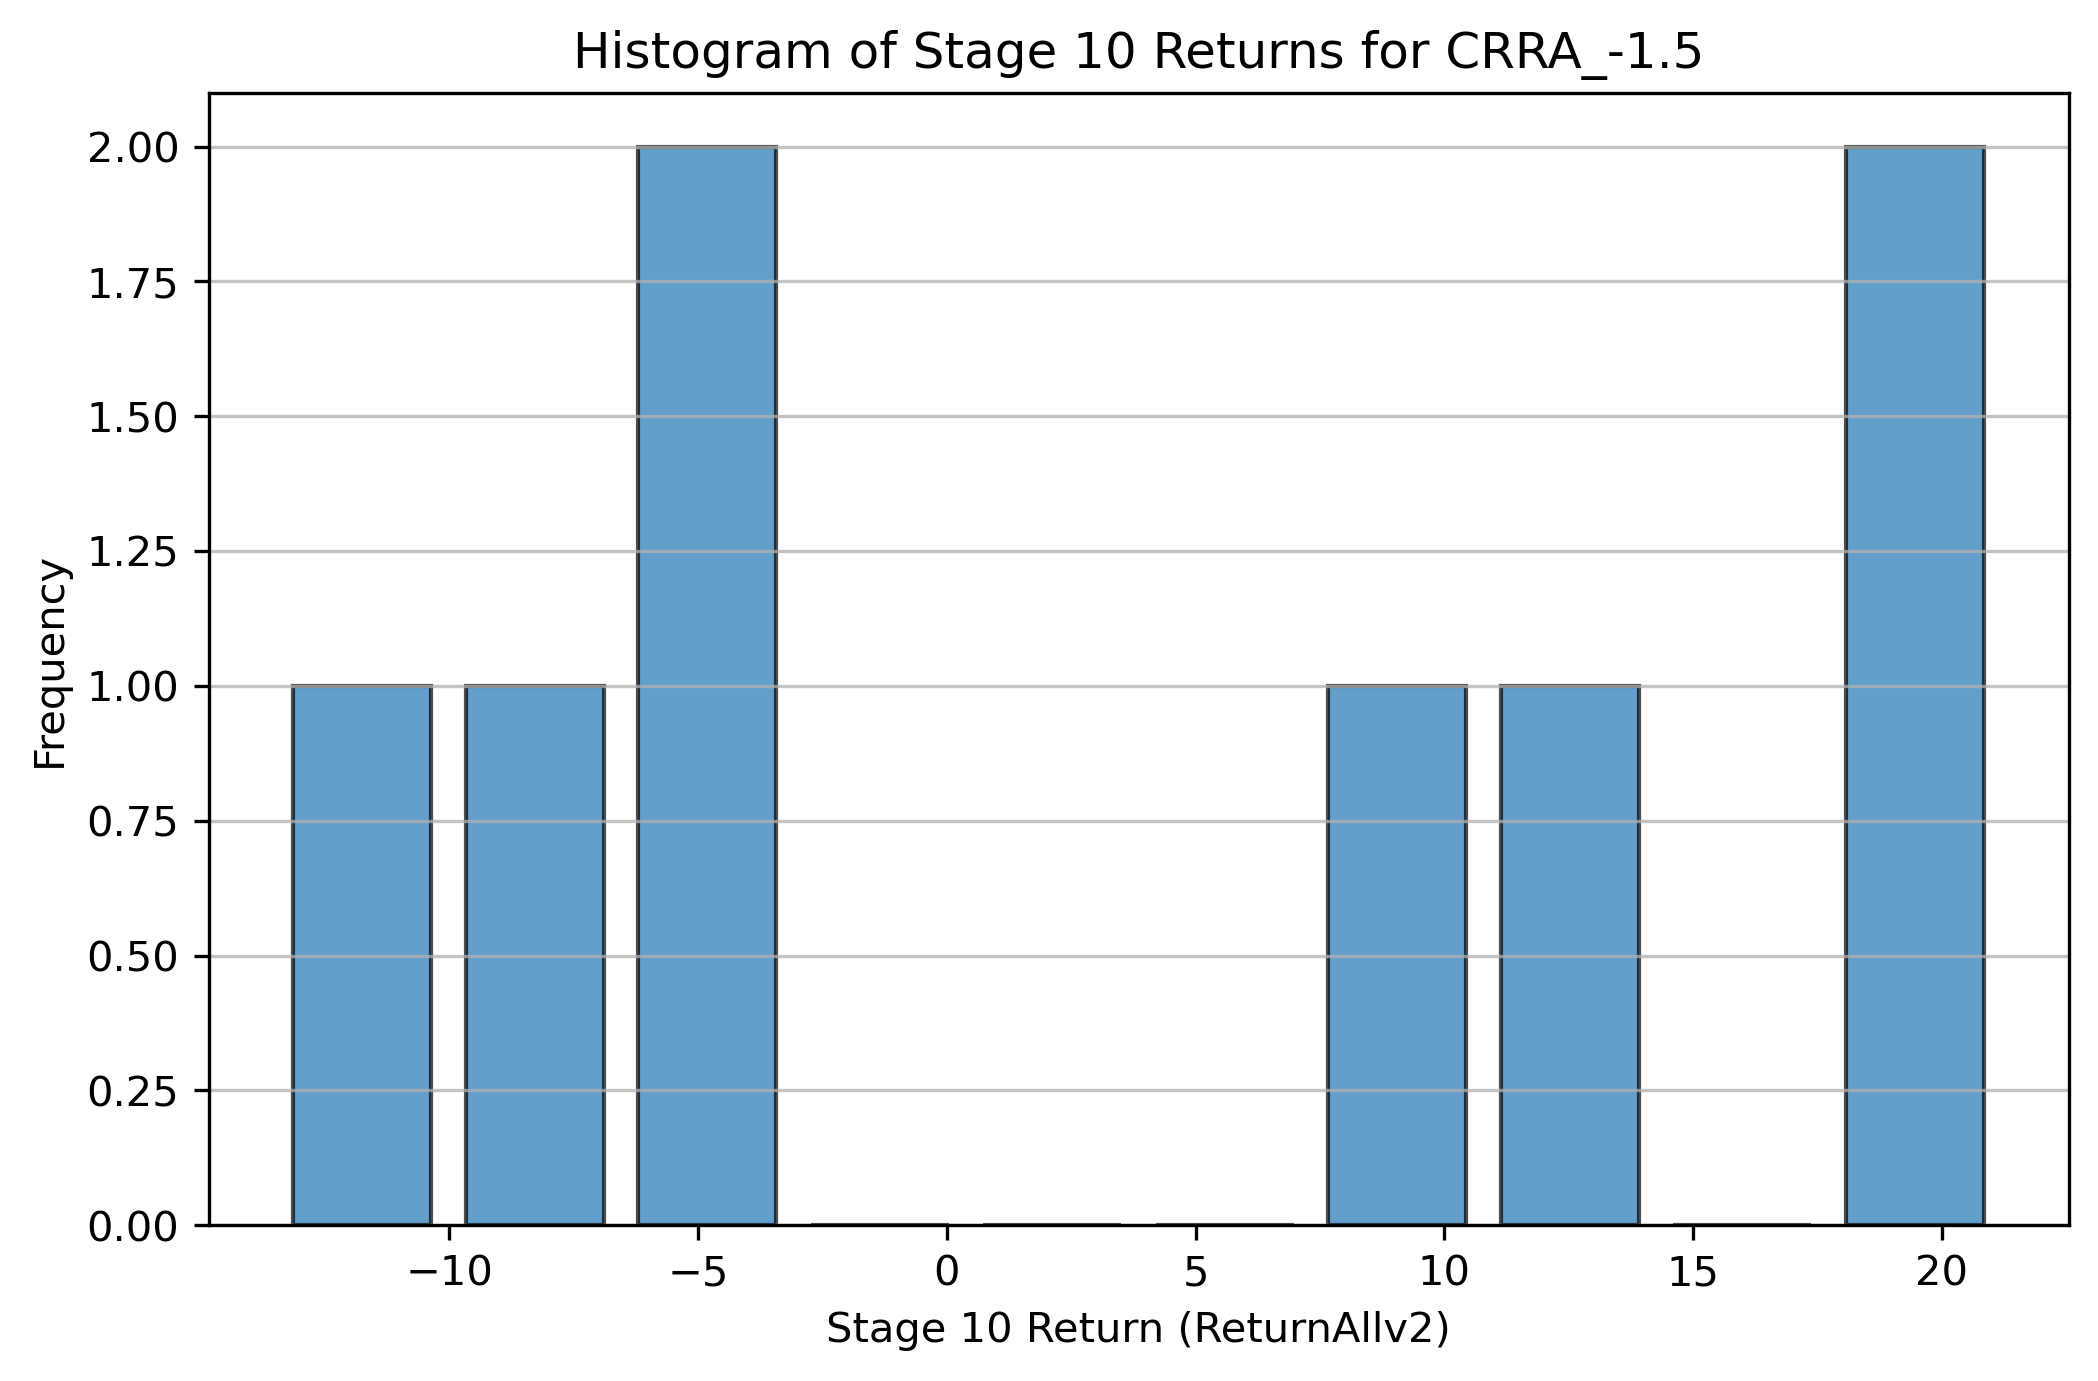 Histogram of Stage 10 Returns for CRRA_-1.5
2.00
1.75
1.50
1.25
1.00
0.75
0.50
0.25
0.00
Frequency
−10 −5 0 5 10 15 20
Stage 10 Return (ReturnAllv2)